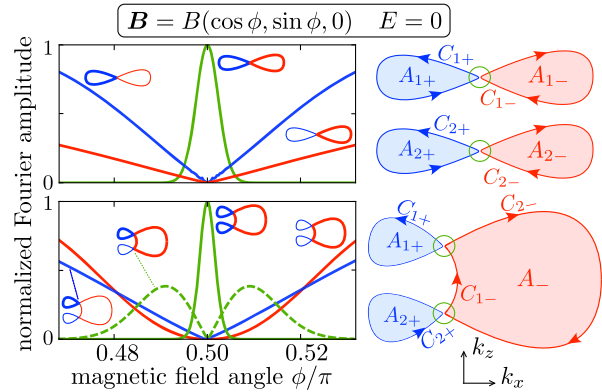 B = B(cos ϕ, sin ϕ, 0) E = 0
normalized Fourier amplitude
1
0
1
0
0.48 0.50 0.52
magnetic field angle ϕ/π
C1+
A1+ A1−
C1−
C2+
A2+ A2−
C2−
C2−
C1+
A1+
A−
C1−
A2+
C2+
kz
kx